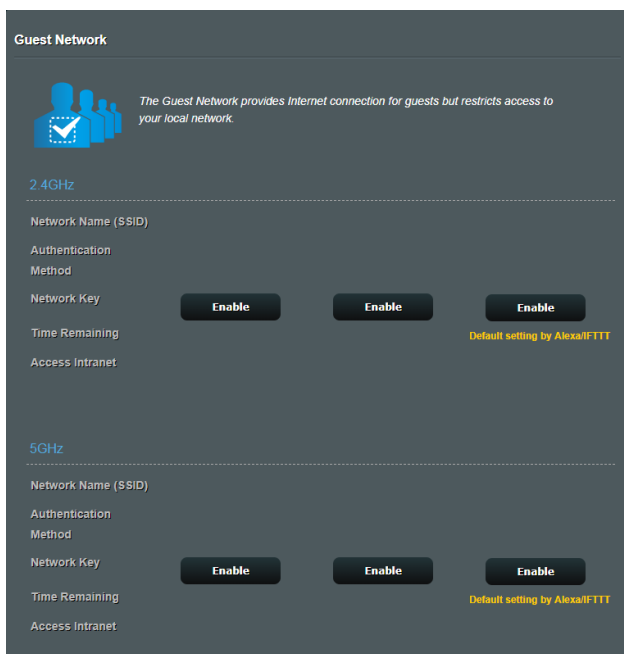 Guest Network
The Guest Network provides Internet connection for guests but restricts access to
your local network.
2.4GHz
Network Name (SSID)
Authentication
Method
Network Key
Enable
Enable
Enable
Time Remaining
Default setting by Alexa/IFTTT
Access Intranet
5GHz
Network Name (SSID)
Authentication
Method
Network Key
Enable
Enable
Enable
Time Remaining
Default setting by Alexa/IFTTT
Access Intranet